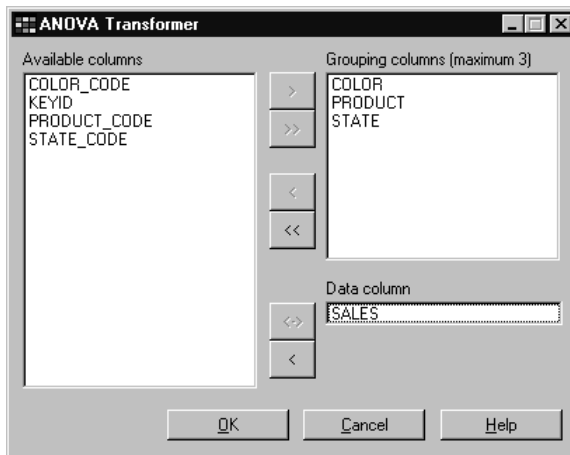 ANOVA Transformer
Available columns
COLOR_CODE
KEYID
PRODUCT_CODE
STATE_CODE
>
>>
<
<<
Grouping columns (maximum 3)
COLOR
PRODUCT
STATE
Data column
SALES
<->
<
OK
Cancel
Help